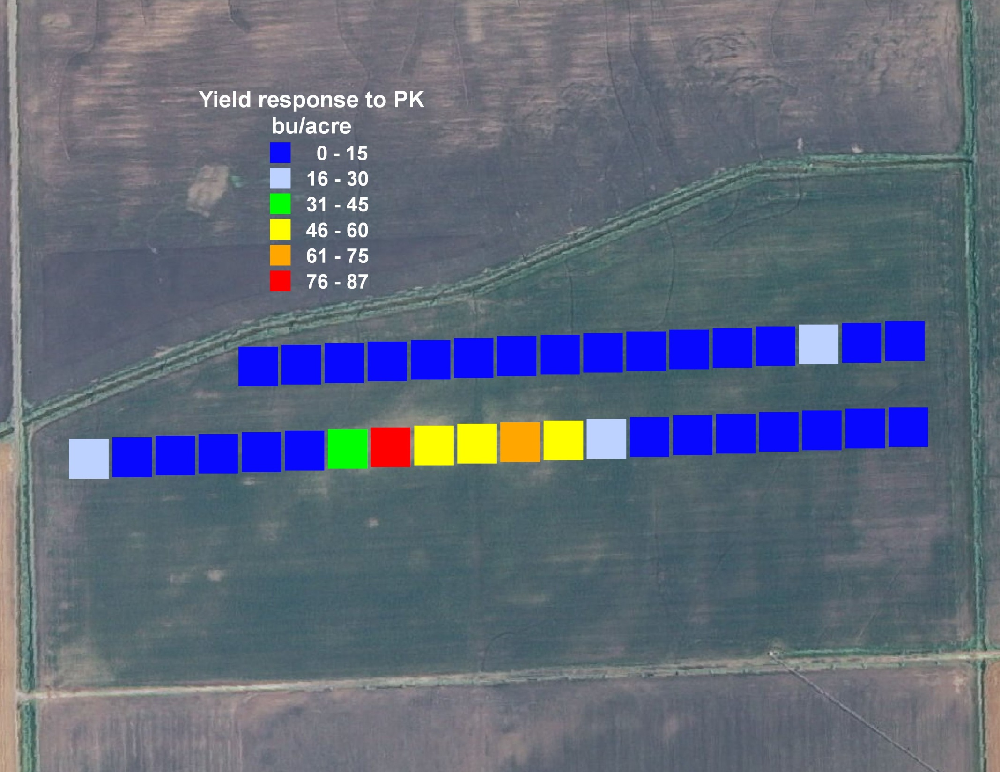 Yield response to PK
bu/acre
0 - 15
16 - 30
31 - 45
46 - 60
61 - 75
76 - 87